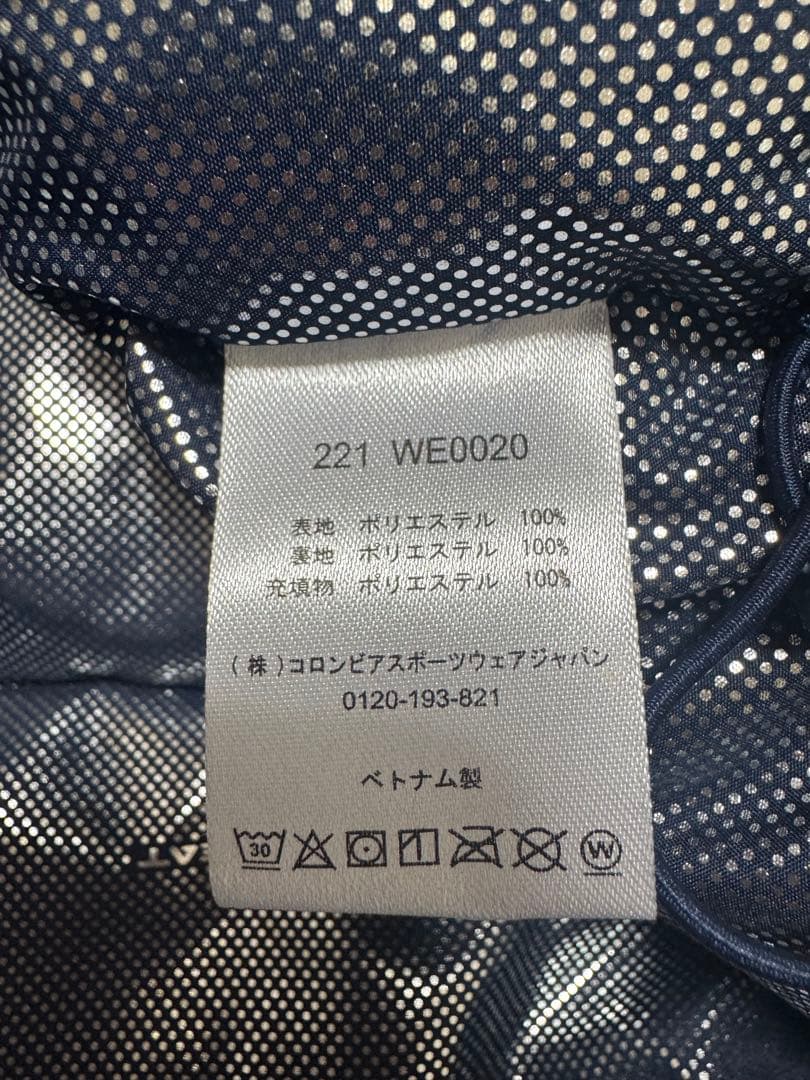 221 WE0020
表地 ポリエステル 100%
裏地 ポリエステル 100%
充填物 ポリエステル 100%
(株)コロンビアスポーツウェアジャパン
0120-193-821
ベトナム製
30
W